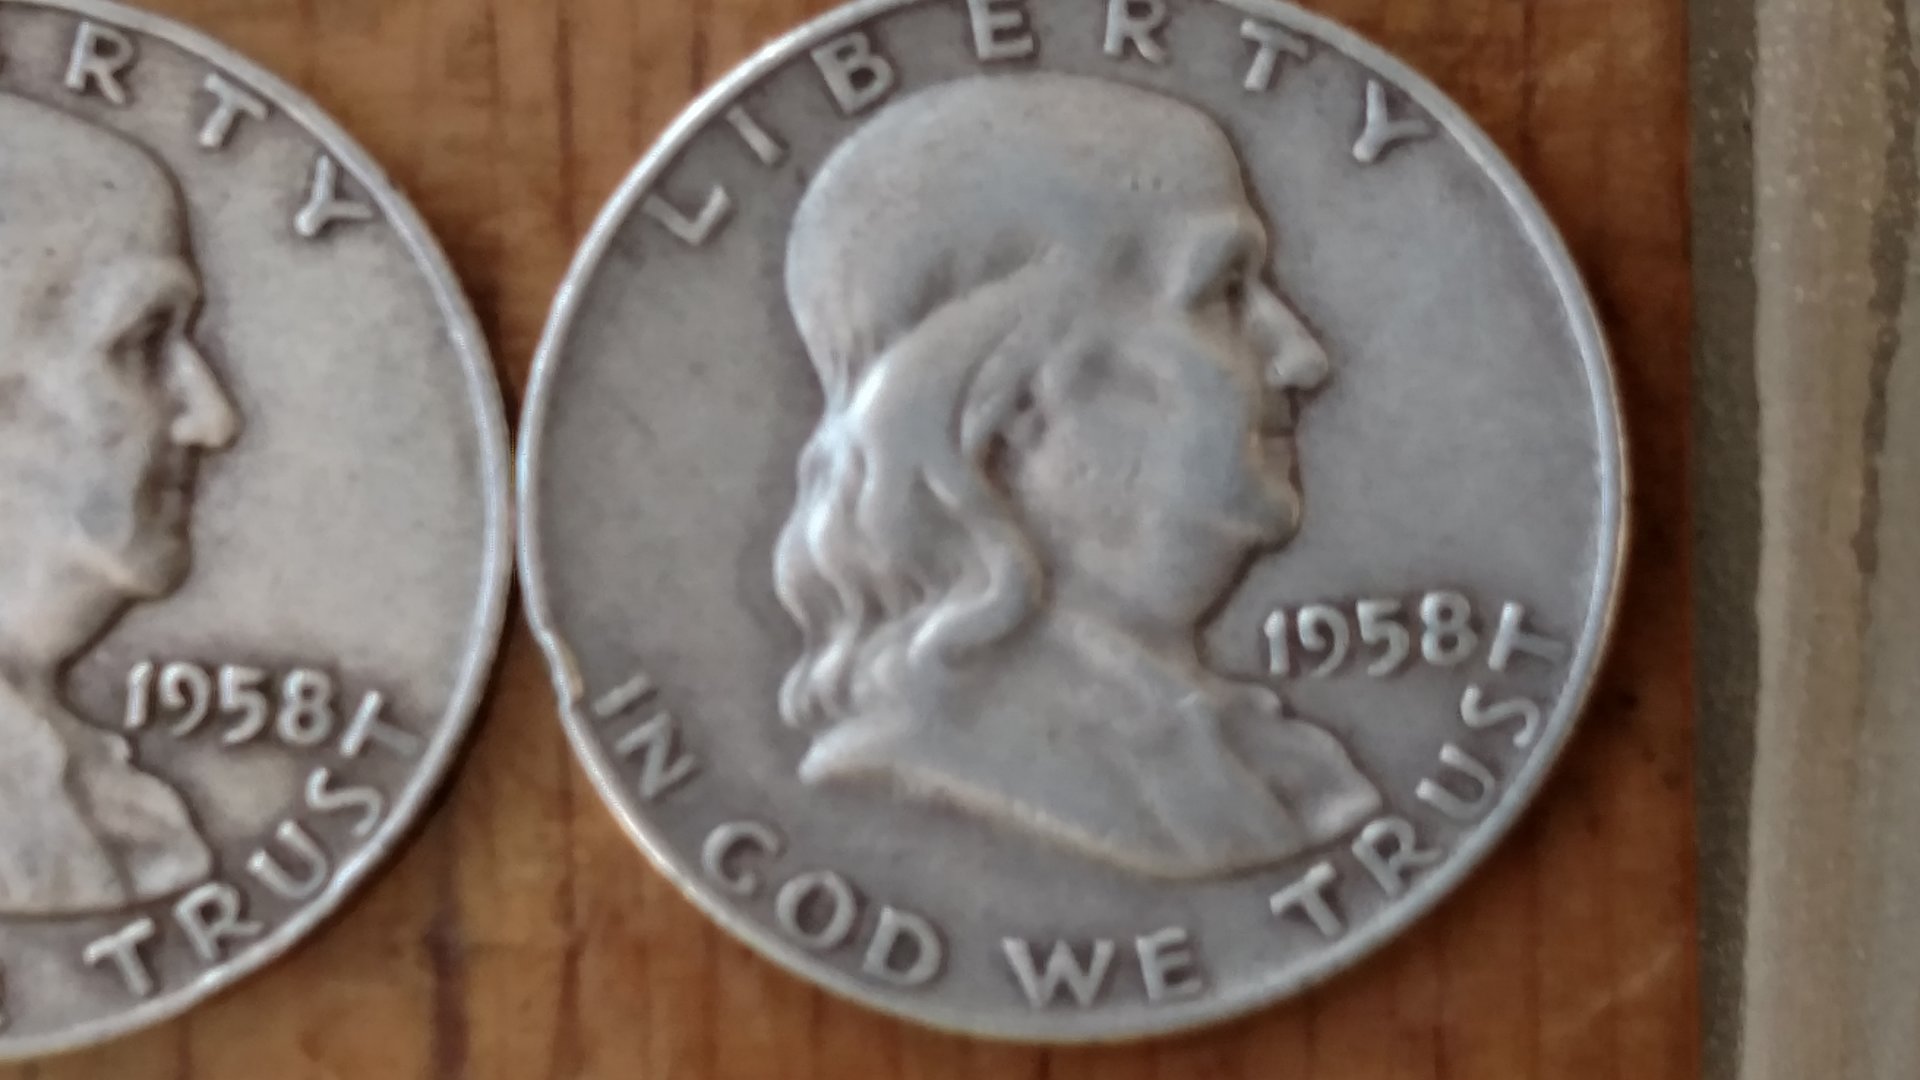 RTY
1958
TRUST
LIBERTY
1958
IN GOD WE TRUST